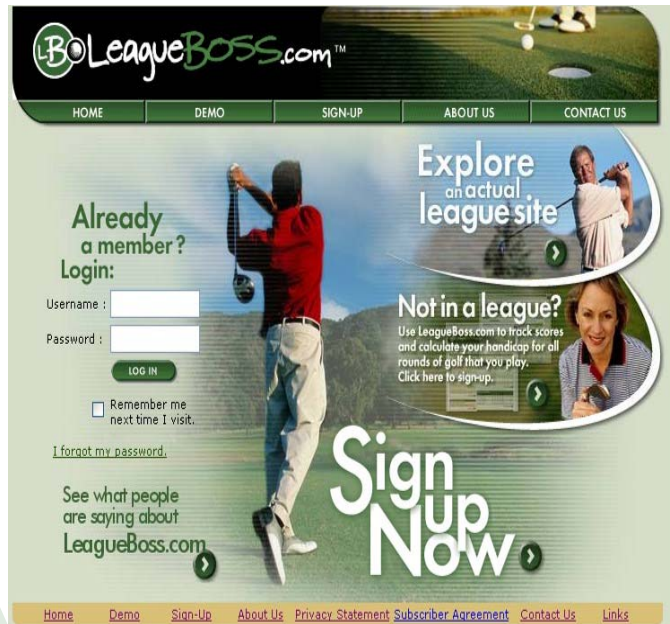 LB LeagueBOSS.com™
HOME DEMO SIGN-UP ABOUT US CONTACT US
Explore
an actual
league site
Already
a member?
Login:
Username :
Password :
LOG IN
Remember me
next time I visit.
I forgot my password.
Not in a league?
Use LeagueBoss.com to track scores
and calculate your handicap for all
rounds of golf that you play.
Click here to sign-up.
See what people
are saying about
LeagueBoss.com
Sign
up
Now
Home Demo Sign-Up About Us Privacy Statement Subscriber Agreement Contact Us Links